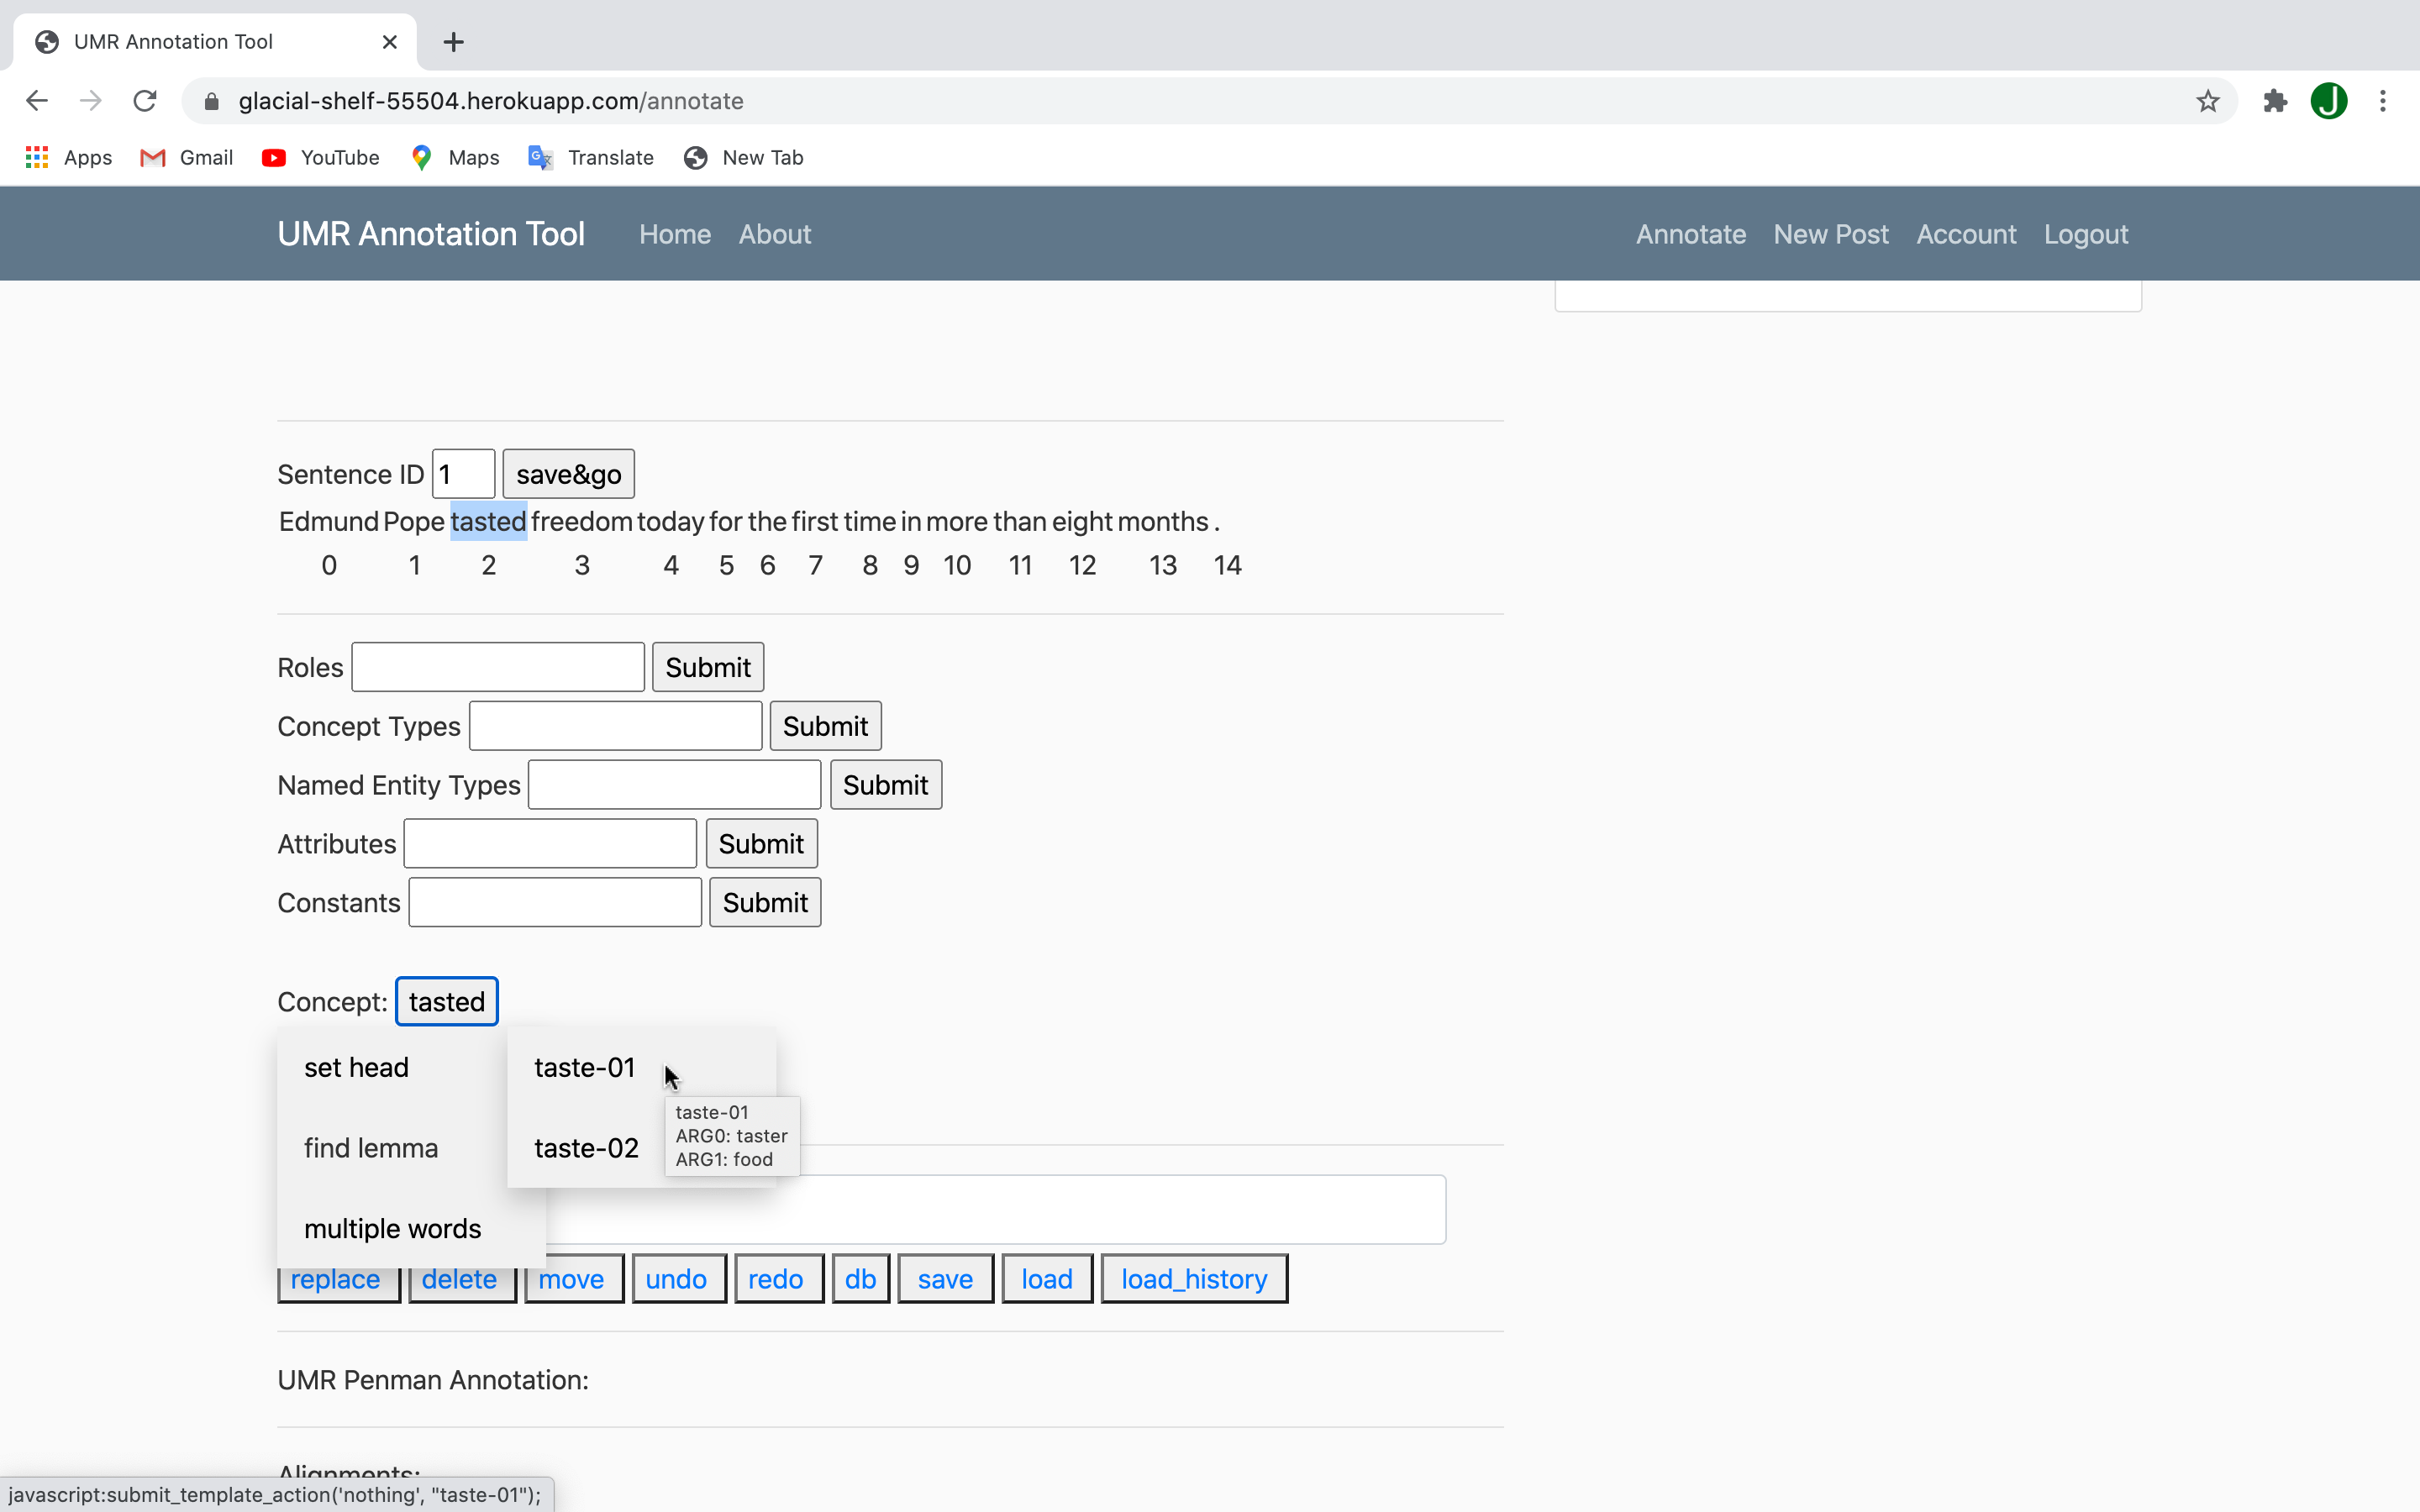 UMR Annotation Tool
glacial-shelf-55504.herokuapp.com/annotate
J
Apps Gmail YouTube Maps Translate New Tab
UMR Annotation Tool Home About Annotate New Post Account Logout
Sentence ID 1 save&go
Edmund Pope tasted freedom today for the first time in more than eight months .
0 1 2 3 4 5 6 7 8 9 10 11 12 13 14
Roles Submit
Concept Types Submit
Named Entity Types Submit
Attributes Submit
Constants Submit
Concept: tasted
set head taste-01
taste-01
ARG0: taster
ARG1: food
find lemma taste-02
multiple words
replace delete move undo redo db save load load_history
UMR Penman Annotation:
Alignments:
javascript:submit_template_action('nothing', "taste-01");